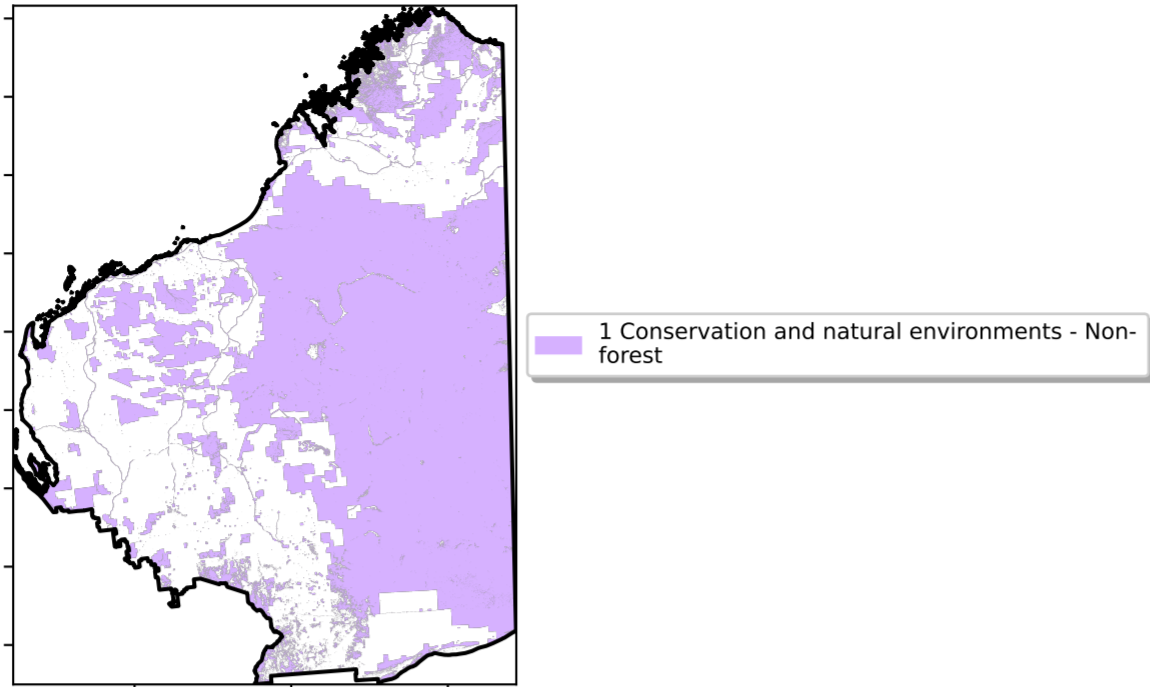 1 Conservation and natural environments - Non-
forest